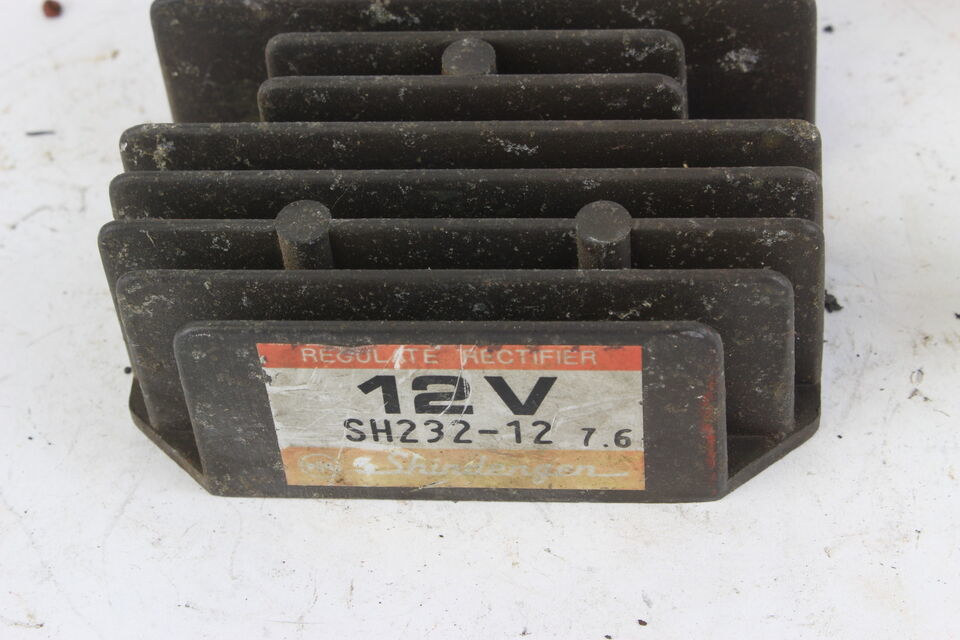 REGULATE RECTIFIER
12V
SH232-12 7.6
Shindengen